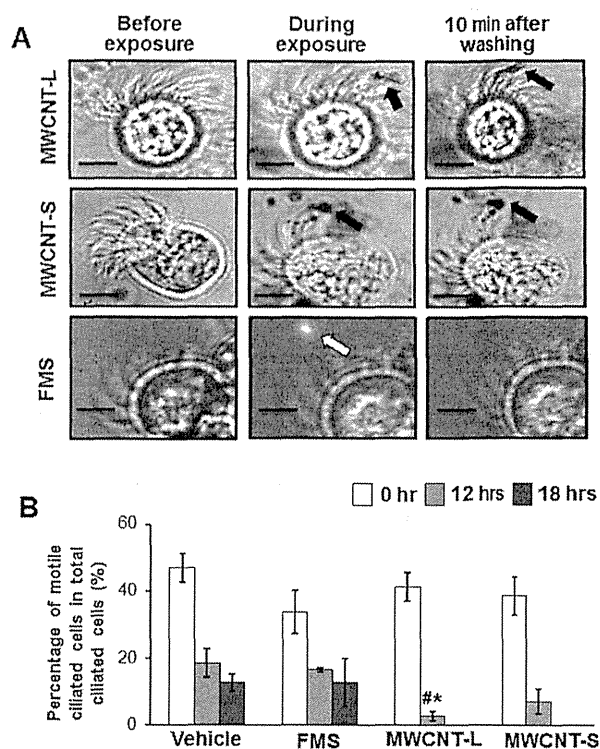 A
Before exposure
During exposure
10 min after washing
MWCNT-L
MWCNT-S
FMS
B
0 hr
12 hrs
18 hrs
Percentage of motile
ciliated cells in total
ciliated cells (%)
60
40
20
0
#*
Vehicle
FMS
MWCNT-L
MWCNT-S